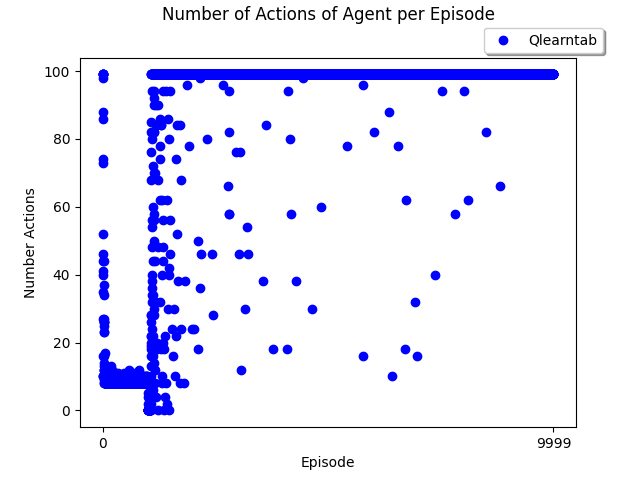 Number of Actions of Agent per Episode
Qlearntab
100
80
60
40
20
0
Number Actions
0
9999
Episode